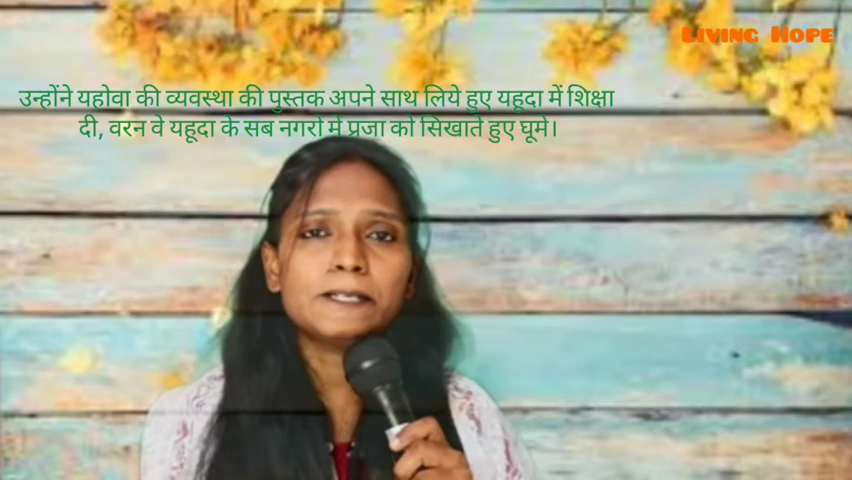 Living Hope
उन्होंने यहोवा की व्यवस्था की पुस्तक अपने साथ लिये हुए यहूदा में शिक्षा
दी, वरन वे यहूदा के सब नगरों में प्रजा को सिखाते हुए घूमे।